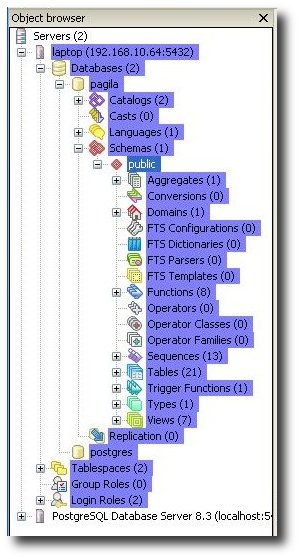 Object browser
Servers (2)
laptop (192.168.10.64:5432)
Databases (2)
pagila
Catalogs (2)
Casts (0)
Languages (1)
Schemas (1)
public
Aggregates (1)
Conversions (0)
Domains (1)
FTS Configurations (0)
FTS Dictionaries (0)
FTS Parsers (0)
FTS Templates (0)
Functions (8)
Operators (0)
Operator Classes (0)
Operator Families (0)
Sequences (13)
Tables (21)
Trigger Functions (1)
Types (1)
Views (7)
Replication (0)
postgres
Tablespaces (2)
Group Roles (0)
Login Roles (2)
PostgreSQL Database Server 8.3 (localhost:5